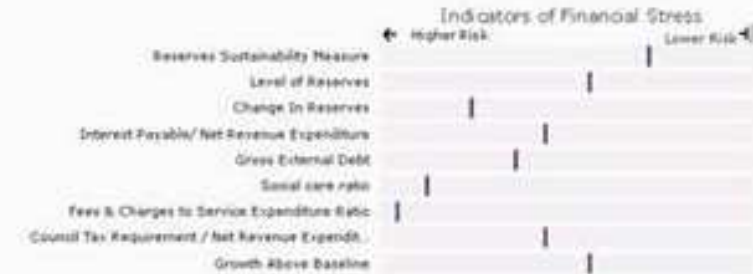 Indicators of Financial Stress
← Higher Risk Lower Risk
Reserves Sustainability Measure
Level of Reserves
Change In Reserves
Interest Payable/ Net Revenue Expenditure
Gross External Debt
Social care ratio
Fees & Charges to Service Expenditure Ratio
Council Tax Requirement / Net Revenue Expendit..
Growth Above Baseline